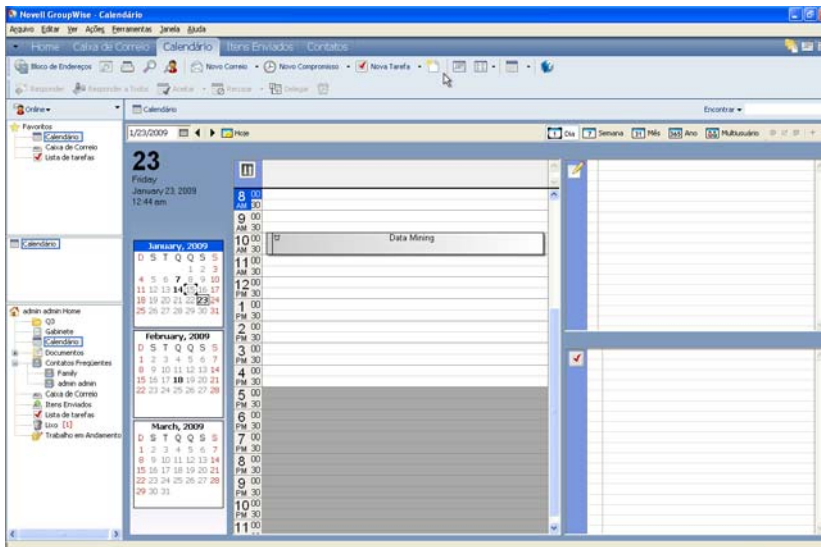 Novell GroupWise - Calendário
Arquivo Editar Ver Ações Ferramentas Janela Ajuda
Home Caixa de Correio Calendário Itens Enviados Contatos
Bloco de Endereços Novo Correio Novo Compromisso Nova Tarefa
Responder Responder a Todos Aceitar Recusar Delegar
Online Calendário Encontrar
Favoritos
Calendário
Caixa de Correio
Lista de tarefas
Calendário
admin admin Home
Q3
Gabinete
Calendário
Documentos
Contatos Freqüentes
Family
admin admin
Caixa de Correio
Itens Enviados
Lista de tarefas
Lixo [1]
Trabalho em Andamento
1/23/2009 Hoje
Dia 7 Semana 31 Mês 365 Ano Multiusuário
23
Friday
January 23, 2009
12:44 am
January, 2009
D S T Q Q S S
1 2 3
4 5 6 7 8 9 10
11 12 13 14 15 16 17
18 19 20 21 22 23 24
25 26 27 28 29 30 31
February, 2009
D S T Q Q S S
1 2 3 4 5 6 7
8 9 10 11 12 13 14
15 16 17 18 19 20 21
22 23 24 25 26 27 28
March, 2009
D S T Q Q S S
1 2 3 4 5 6 7
8 9 10 11 12 13 14
15 16 17 18 19 20 21
22 23 24 25 26 27 28
29 30 31
8 00
AM 30
9 00
AM 30
10 00 Data Mining
AM 30
11 00
AM 30
12 00
PM 30
1 00
PM 30
2 00
PM 30
3 00
PM 30
4 00
PM 30
5 00
PM 30
6 00
PM 30
7 00
PM 30
8 00
PM 30
9 00
PM 30
10 00
PM 30
11 00